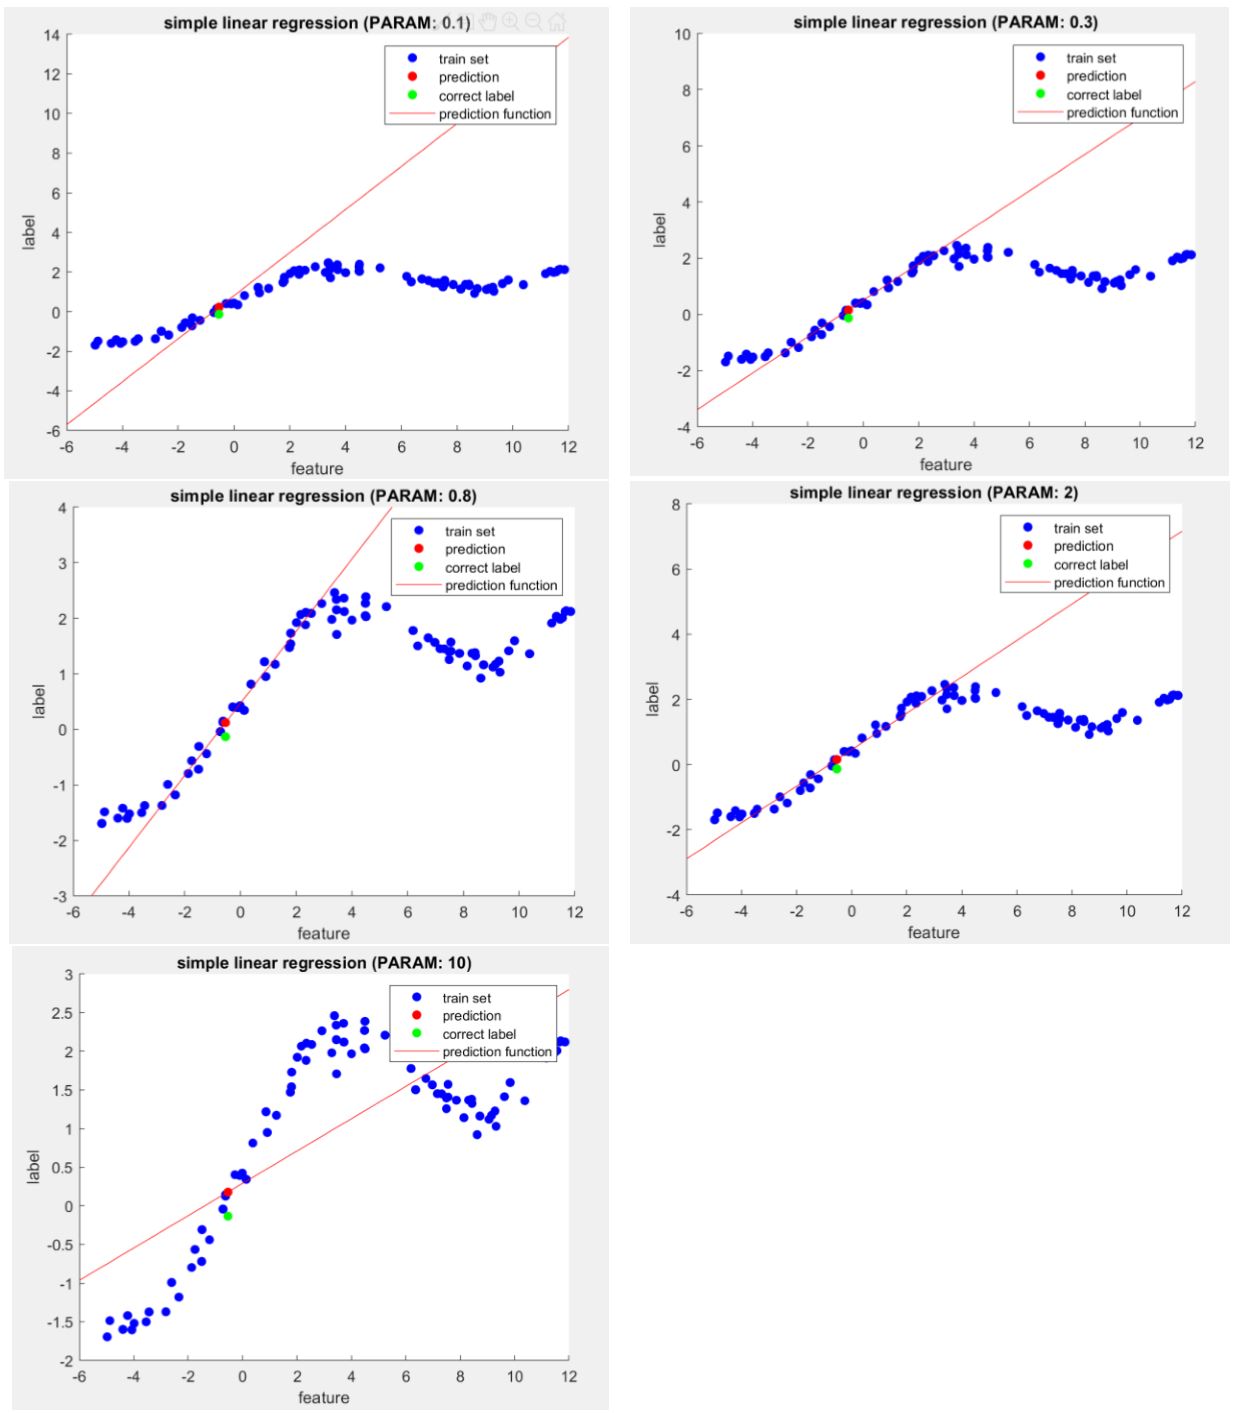 simple linear regression (PARAM: 0.1)
14
12
10
8
6
4
2
0
-2
-4
-6
label
train set
prediction
correct label
prediction function
-6 -4 -2 0 2 4 6 8 10 12
feature
simple linear regression (PARAM: 0.3)
10
8
6
4
2
0
-2
-4
label
train set
prediction
correct label
prediction function
-6 -4 -2 0 2 4 6 8 10 12
feature
simple linear regression (PARAM: 0.8)
4
3
2
1
0
-1
-2
-3
label
train set
prediction
correct label
prediction function
-6 -4 -2 0 2 4 6 8 10 12
feature
simple linear regression (PARAM: 2)
8
6
4
2
0
-2
-4
label
train set
prediction
correct label
prediction function
-6 -4 -2 0 2 4 6 8 10 12
feature
simple linear regression (PARAM: 10)
3
2.5
2
1.5
1
0.5
0
-0.5
-1
-1.5
-2
label
train set
prediction
correct label
prediction function
-6 -4 -2 0 2 4 6 8 10 12
feature